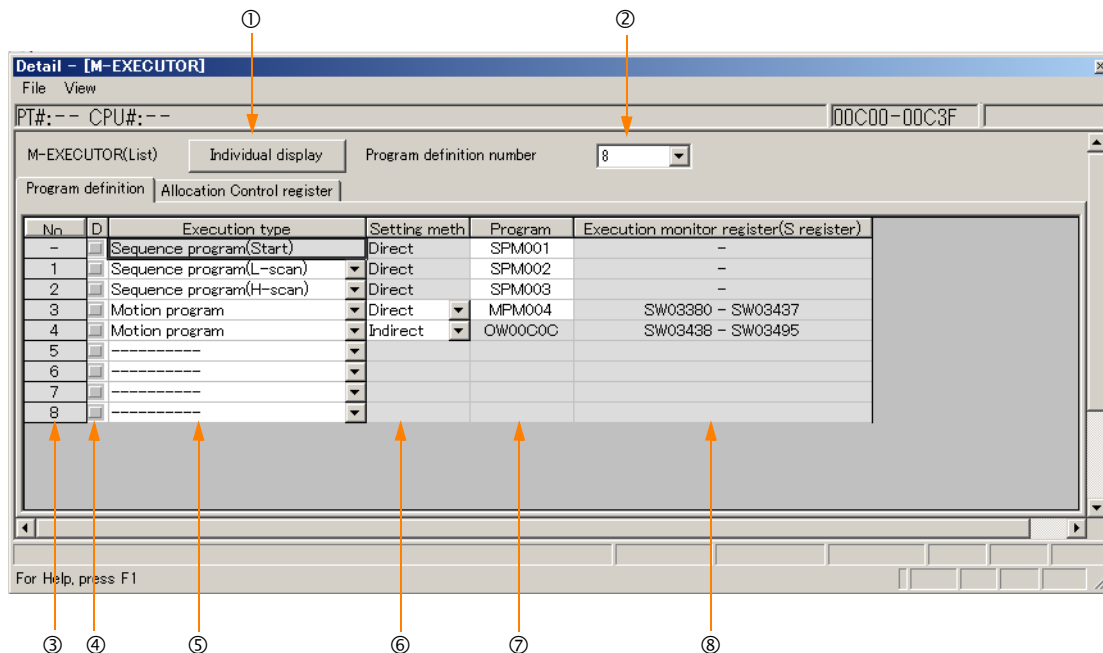 ① ②
Detail - [M-EXECUTOR]
File View
PT#:-- CPU#:-- 00C00-00C3F
M-EXECUTOR(List) Individual display Program definition number 8
Program definition Allocation Control register
No D Execution type Setting meth Program Execution monitor register(S register)
- Sequence program(Start) Direct SPM001 -
1 Sequence program(L-scan) Direct SPM002 -
2 Sequence program(H-scan) Direct SPM003 -
3 Motion program Direct MPM004 SW03380 - SW03437
4 Motion program Indirect OW00C0C SW03438 - SW03495
5 ----------
6 ----------
7 ----------
8 ----------
For Help, press F1
③ ④ ⑤ ⑥ ⑦ ⑧